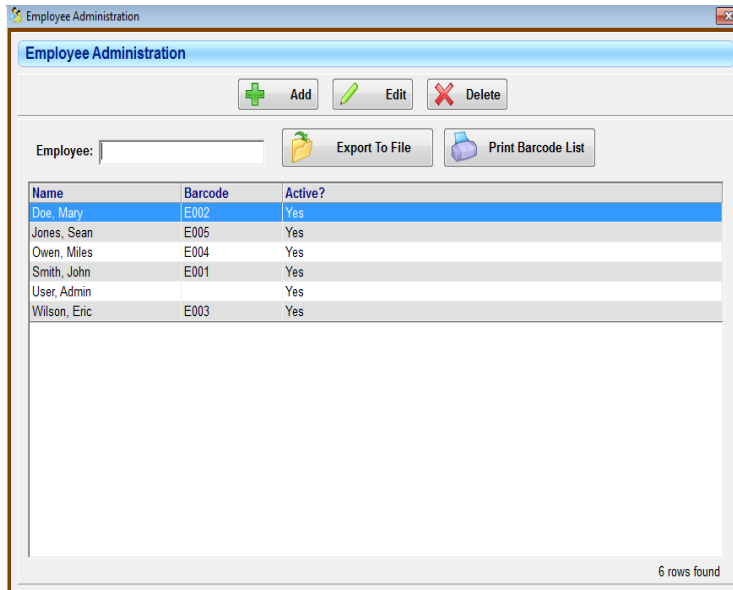 Employee Administration
Employee Administration
Add Edit Delete
Employee: Export To File Print Barcode List
Name Barcode Active?
Doe, Mary E002 Yes
Jones, Sean E005 Yes
Owen, Miles E004 Yes
Smith, John E001 Yes
User, Admin Yes
Wilson, Eric E003 Yes
6 rows found